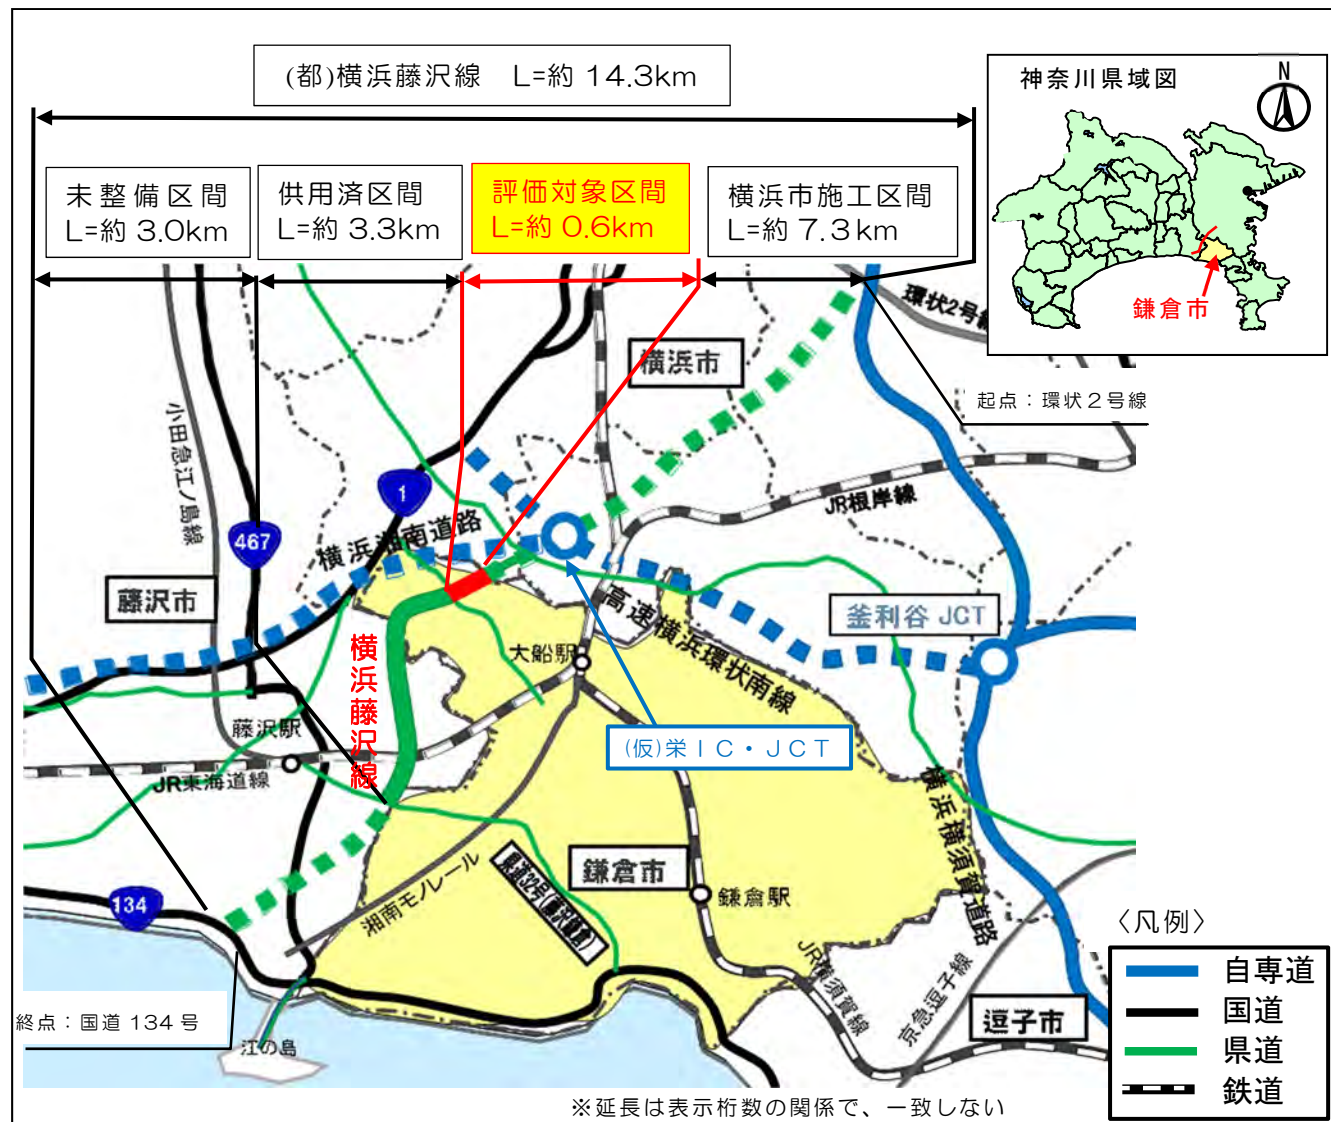 (都)横浜藤沢線 L=約 14.3km
未整備区間
L=約 3.0km
供用済区間
L=約 3.3km
評価対象区間
L=約 0.6km
横浜市施工区間
L=約 7.3km
神奈川県域図
N
鎌倉市
環状2号線
起点：環状２号線
横浜市
小田急江ノ島線
1
467
横浜湘南道路
JR根岸線
藤沢市
高速横浜環状南線
釜利谷 JCT
大船駅
横浜藤沢線
藤沢駅
JR東海道線
(仮)栄ＩＣ・ＪＣＴ
横浜横須賀道路
134
湘南モノレール
県道32号(藤沢鎌倉)
鎌倉市
鎌倉駅
JR横須賀線
京急逗子線
逗子市
終点：国道 134 号
江の島
〈凡例〉
自専道
国道
県道
鉄道
※延長は表示桁数の関係で、一致しない